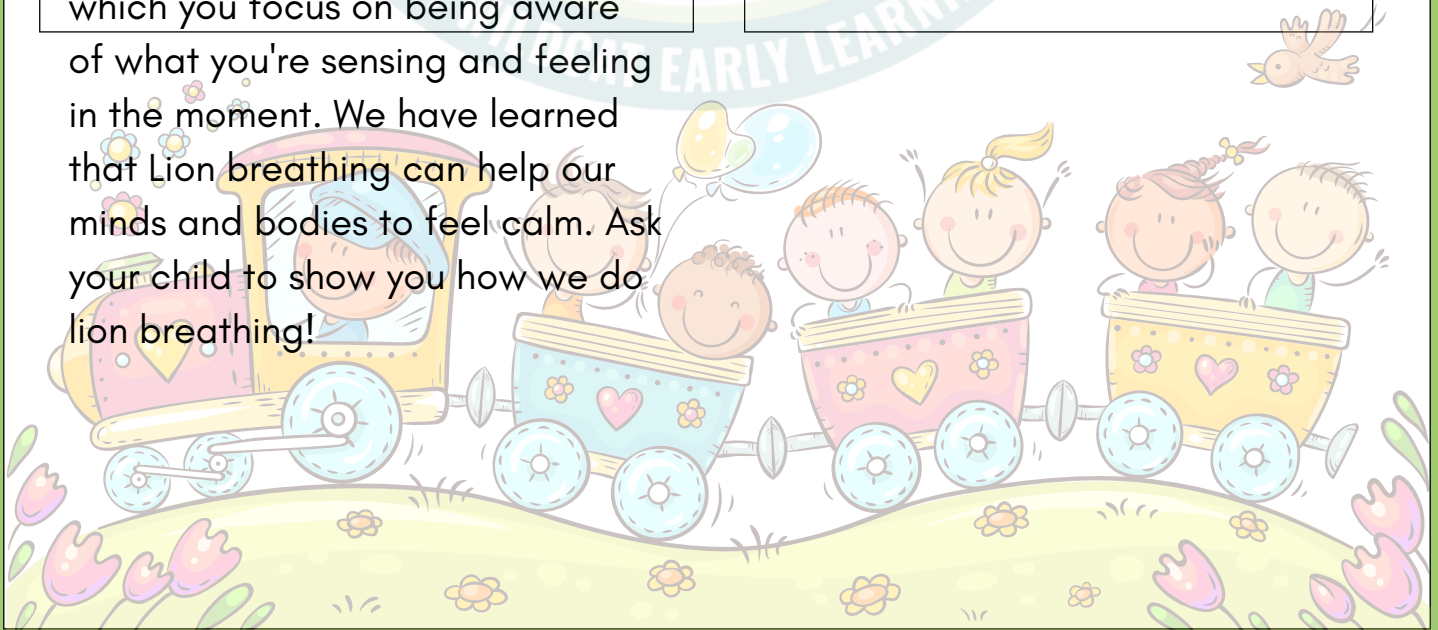 which you focus on being aware
of what you're sensing and feeling
in the moment. We have learned
that Lion breathing can help our
minds and bodies to feel calm. Ask
your child to show you how we do
lion breathing!
WILDCAT EARLY LEARNING